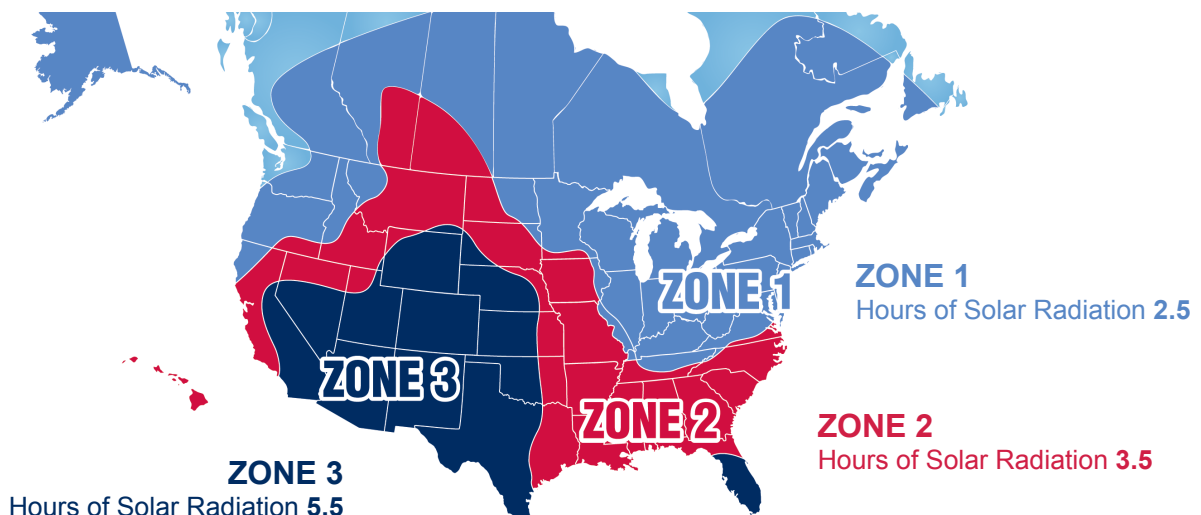 ZONE 1
ZONE 1
Hours of Solar Radiation 2.5
ZONE 3
ZONE 2
ZONE 2
Hours of Solar Radiation 3.5
ZONE 3
Hours of Solar Radiation 5.5